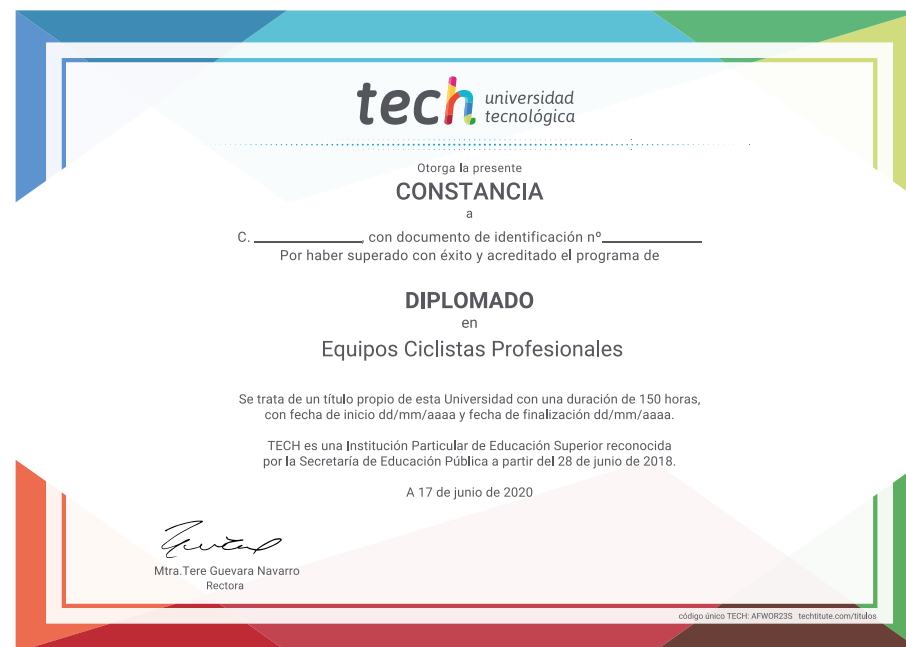 tech universidad
tecnológica
Otorga la presente
CONSTANCIA
a
C. ____________, con documento de identificación nº____________
Por haber superado con éxito y acreditado el programa de
DIPLOMADO
en
Equipos Ciclistas Profesionales
Se trata de un título propio de esta Universidad con una duración de 150 horas,
con fecha de inicio dd/mm/aaaa y fecha de finalización dd/mm/aaaa.
TECH es una Institución Particular de Educación Superior reconocida
por la Secretaría de Educación Pública a partir del 28 de junio de 2018.
A 17 de junio de 2020
Mtra.Tere Guevara Navarro
Rectora
código único TECH: AFWOR23S techtitute.com/titulos